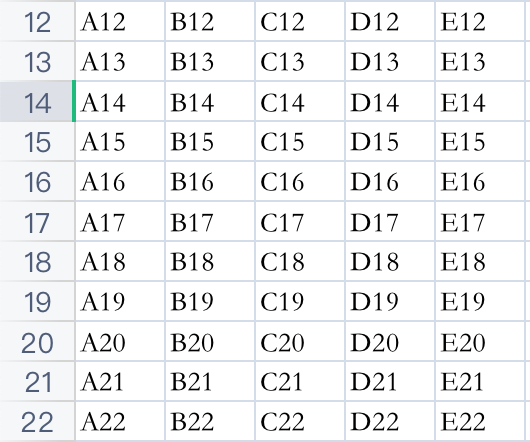 12 A12 B12 C12 D12 E12
13 A13 B13 C13 D13 E13
14 A14 B14 C14 D14 E14
15 A15 B15 C15 D15 E15
16 A16 B16 C16 D16 E16
17 A17 B17 C17 D17 E17
18 A18 B18 C18 D18 E18
19 A19 B19 C19 D19 E19
20 A20 B20 C20 D20 E20
21 A21 B21 C21 D21 E21
22 A22 B22 C22 D22 E22